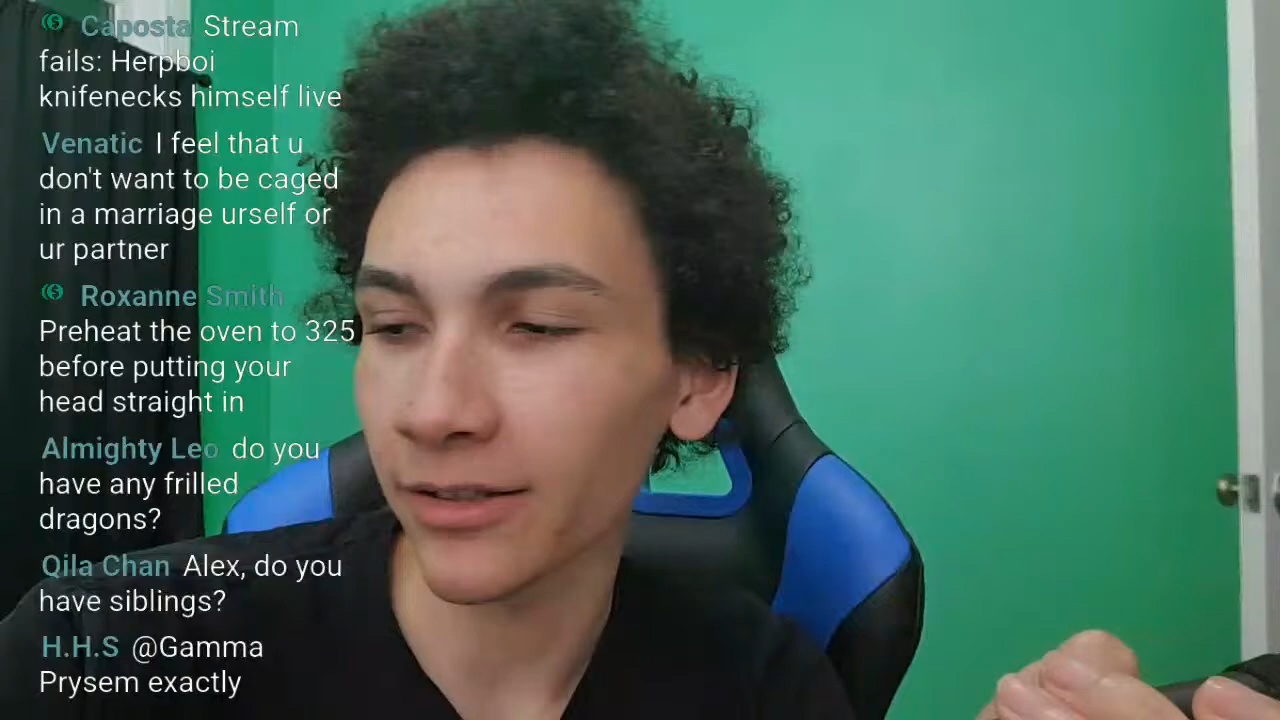 Caposta Stream
fails: Herpboi
knifenecks himself live
Venatic I feel that u
don't want to be caged
in a marriage urself or
ur partner
Roxanne Smith
Preheat the oven to 325
before putting your
head straight in
Almighty Leo do you
have any frilled
dragons?
Qila Chan Alex, do you
have siblings?
H.H.S @Gamma
Prysem exactly